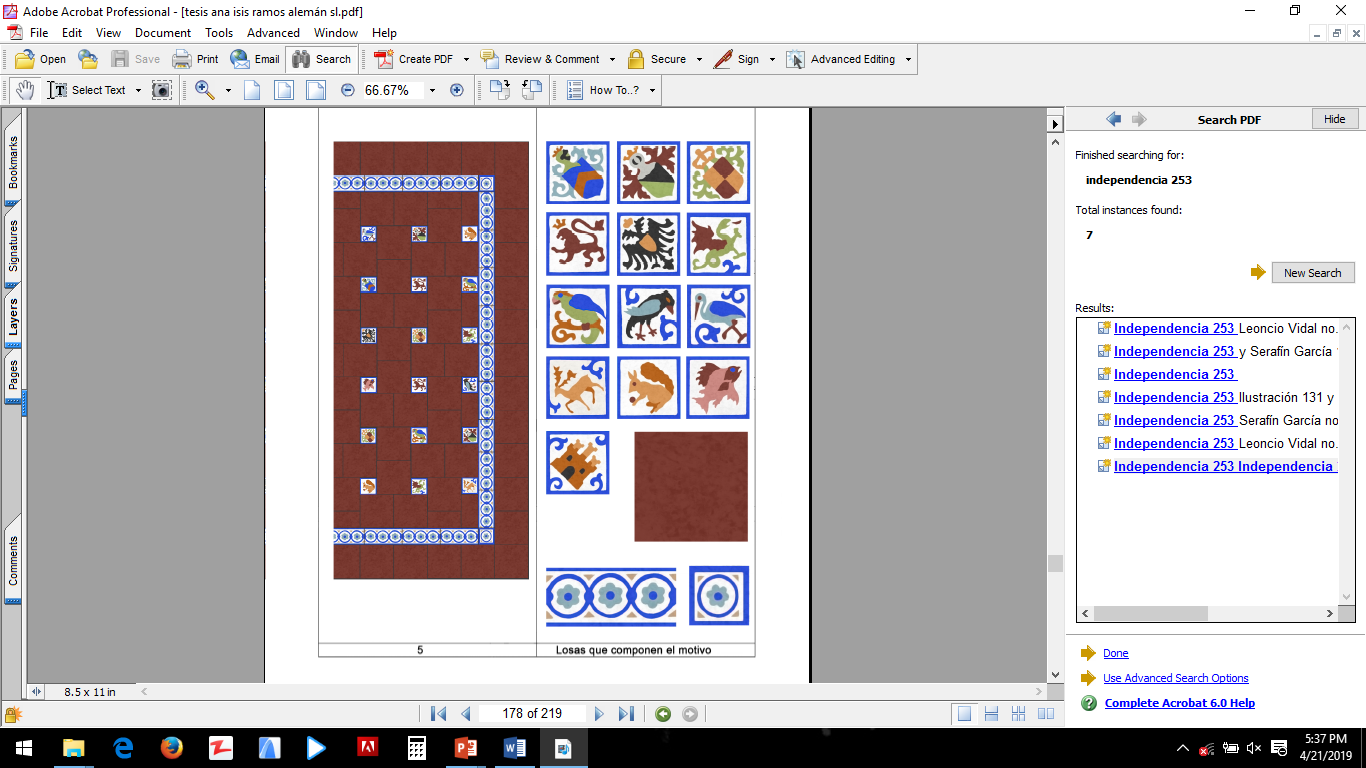 Adobe Acrobat Professional - [tesis ana isis ramos alemán sl.pdf]
File Edit View Document Tools Advanced Window Help
Open Save Print Email Search Create PDF Review & Comment Secure Sign Advanced Editing
Select Text 66.67% How To..?
Bookmarks
Signatures
Layers
Pages
Comments
5
Losas que componen el motivo
Search PDF
Hide
Finished searching for:
independencia 253
Total instances found:
7
New Search
Results:
Independencia 253 Leoncio Vidal no.
Independencia 253 y Serafín García
Independencia 253
Independencia 253 Ilustración 131 y
Independencia 253 Serafín García no
Independencia 253 Leoncio Vidal no.
Independencia 253 Independencia
Done
Use Advanced Search Options
Complete Acrobat 6.0 Help
8.5 x 11 in
178 of 219
5:37 PM
4/21/2019